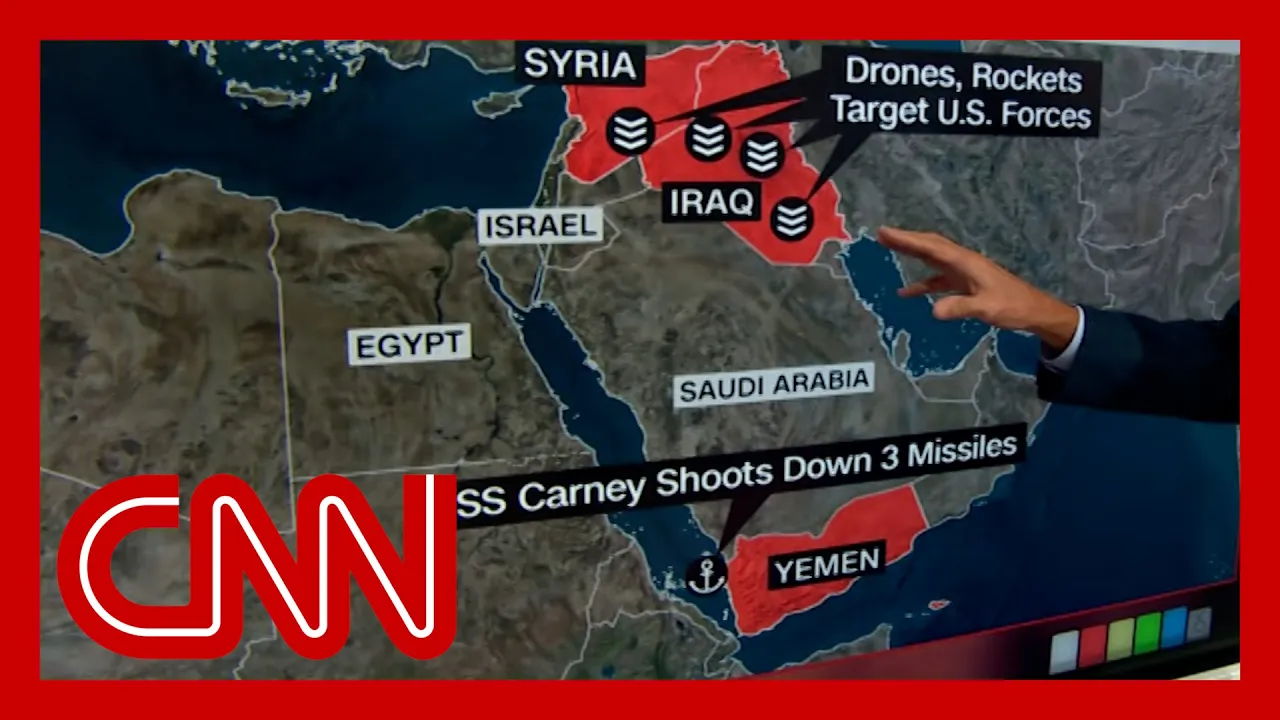 SYRIA
Drones, Rockets
Target U.S. Forces
IRAQ
ISRAEL
EGYPT
SAUDI ARABIA
SS Carney Shoots Down 3 Missiles
YEMEN
CNN